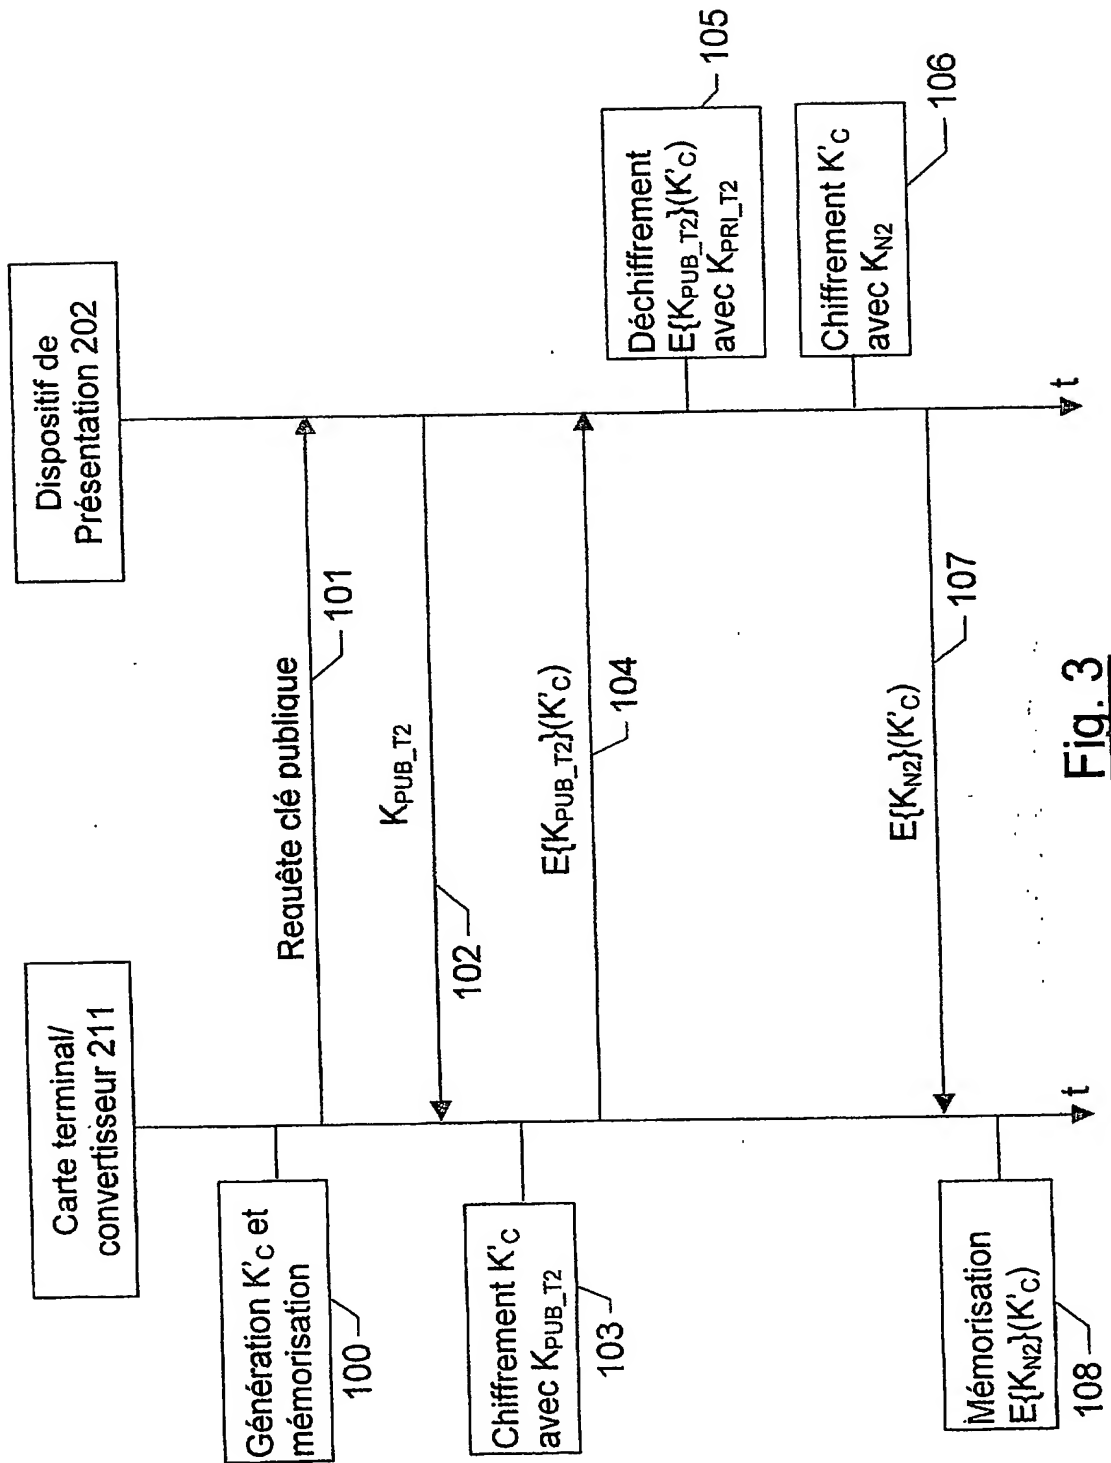 Carte terminal/
convertisseur 211
Dispositif de
Présentation 202
Génération K'C et
mémorisation
100
Requête clé publique
101
KPUB_T2
102
Chiffrement K'C
avec KPUB_T2
103
E{KPUB_T2}(K'C)
104
Déchiffrement
E{KPUB_T2}(K'C)
avec KPRI_T2
105
Chiffrement K'C
avec KN2
106
E{KN2}(K'C)
107
Mémorisation
E{KN2}(K'C)
108
t
t
Fig. 3